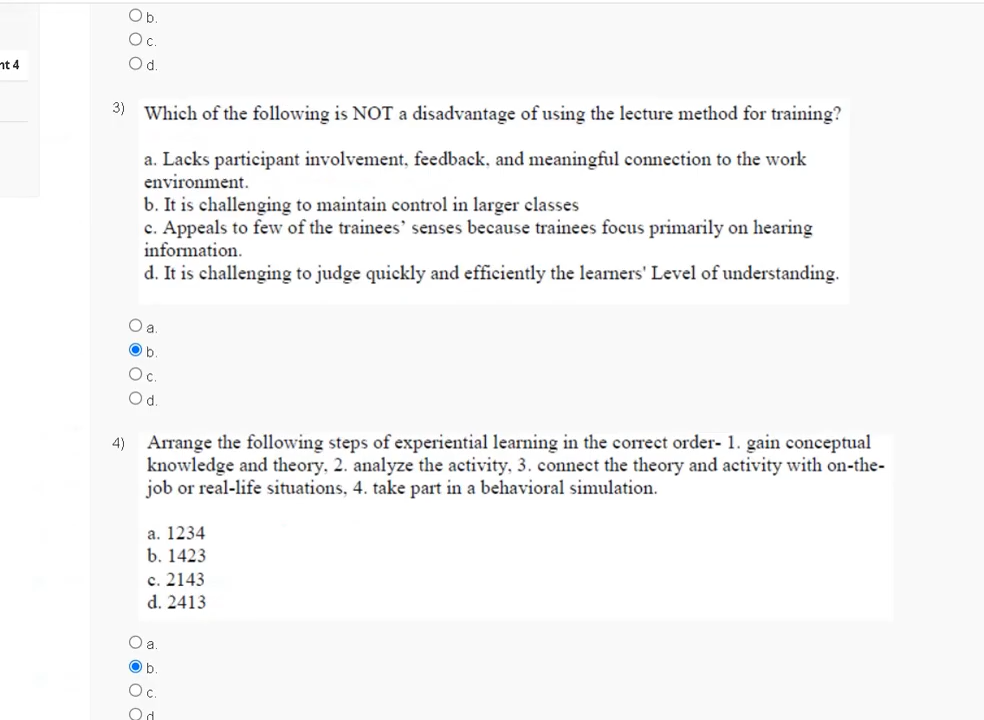 b.
c.
nt 4
d.
3) Which of the following is NOT a disadvantage of using the lecture method for training?
a. Lacks participant involvement, feedback, and meaningful connection to the work
environment.
b. It is challenging to maintain control in larger classes
c. Appeals to few of the trainees' senses because trainees focus primarily on hearing
information.
d. It is challenging to judge quickly and efficiently the learners' Level of understanding.
a.
b.
c.
d.
4) Arrange the following steps of experiential learning in the correct order- 1. gain conceptual
knowledge and theory, 2. analyze the activity, 3. connect the theory and activity with on-the-
job or real-life situations, 4. take part in a behavioral simulation.
a. 1234
b. 1423
c. 2143
d. 2413
a.
b.
c.
d